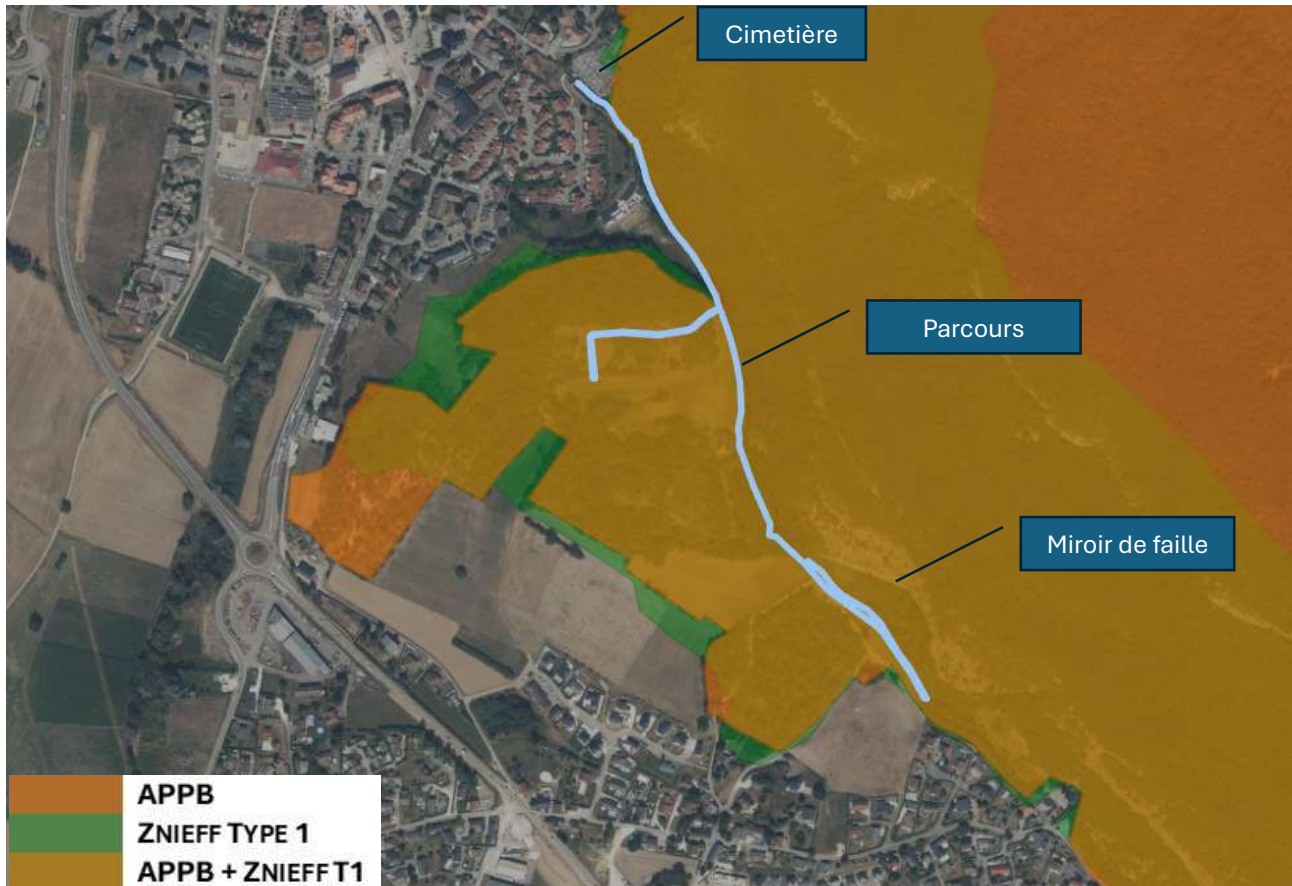 Cimetière
Parcours
Miroir de faille
APPB
ZNIEFF TYPE 1
APPB + ZNIEFF T1